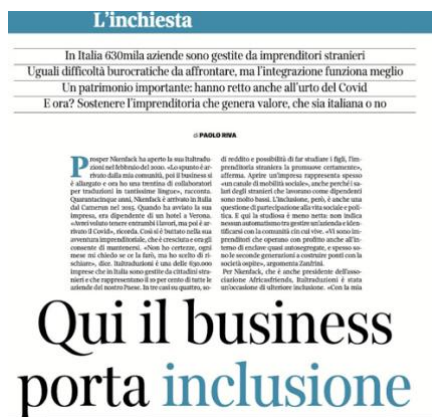 L'inchiesta
In Italia 630mila aziende sono gestite da imprenditori stranieri
Uguali difficoltà burocratiche da affrontare, ma l'integrazione funziona meglio
Un patrimonio importante: hanno retto anche all'urto del Covid
E ora? Sostenere l'imprenditoria che genera valore, che sia italiana o no
di PAOLO RIVA
Prosper Nkenfack ha aperto la sua Italtradu-
zioni nel febbraio del 2020. «Lo spunto è ar-
rivato dalla mia comunità, poi il business si
è allargato e ora ho una trentina di collaboratori
per traduzioni in tantissime lingue», racconta.
Quarantacinque anni, Nkenfack è arrivato in Italia
dal Camerun nel 2005. Quando ha avviato la sua
impresa, era dipendente di un hotel a Verona.
«Avrei voluto tenere entrambi i lavori, ma poi è ar-
rivato il Covid», ricorda. Così si è buttato nella sua
avventura imprenditoriale, che è cresciuta e ora gli
consente di mantenersi. «Non ho certezze, ogni
mese mi chiedo se ce la farò, ma ho scelto di ri-
schiare», dice. Italtraduzioni è una delle 630.000
imprese che in Italia sono gestite da cittadini stra-
nieri e che rappresentano il 10 per cento di tutte le
aziende del nostro Paese. In tre casi su quattro, so-
di reddito e possibilità di far studiare i figli, l'im-
prenditoria straniera la promuove certamente»,
afferma. Aprire un'impresa rappresenta spesso
«un canale di mobilità sociale», anche perché i sa-
lari degli stranieri che lavorano come dipendenti
sono molto bassi. L'inclusione, però, è anche una
questione di partecipazione alla vita sociale e poli-
tica. E qui la studiosa è meno netta: non indica
nessun automatismo tra gestire un'azienda e iden-
tificarsi con la comunità in cui vive. «Vi sono im-
prenditori che operano con profitto anche all'in-
terno di enclave quasi autosegregate, e spesso so-
no le seconde generazioni a costruire ponti con la
società ospite», argomenta Zanfrini.
Per Nkenfack, che è anche presidente dell'asso-
ciazione Africasfriends, Italtraduzioni è stata
un'occasione di ulteriore inclusione. «Con la mia
Qui il business
porta inclusione